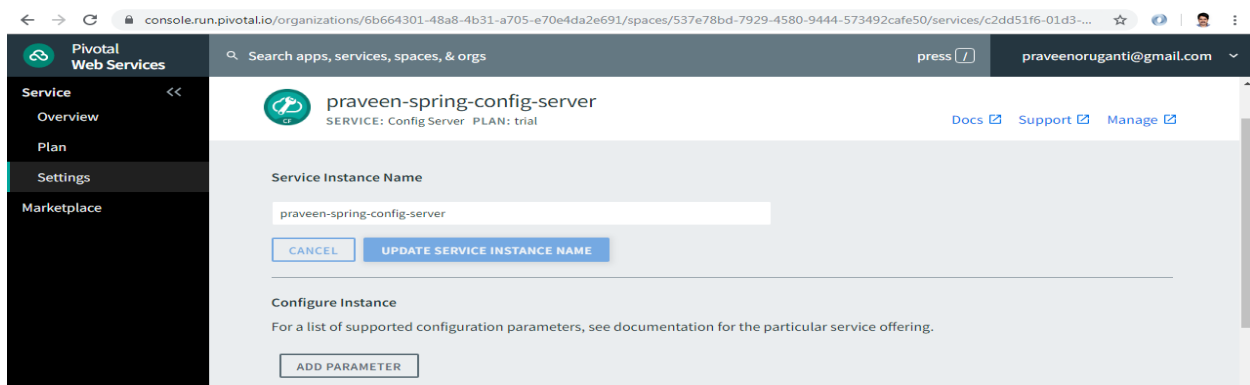 console.run.pivotal.io/organizations/6b664301-48a8-4b31-a705-e70e4da2e691/spaces/537e78bd-7929-4580-9444-573492cafe50/services/c2dd51f6-01d3-...
Pivotal
Web Services
Search apps, services, spaces, & orgs
press /
praveenoruganti@gmail.com
Service <<
Overview
Plan
Settings
Marketplace
CF
praveen-spring-config-server
SERVICE: Config Server PLAN: trial
Docs Support Manage
Service Instance Name
praveen-spring-config-server
CANCEL UPDATE SERVICE INSTANCE NAME
Configure Instance
For a list of supported configuration parameters, see documentation for the particular service offering.
ADD PARAMETER